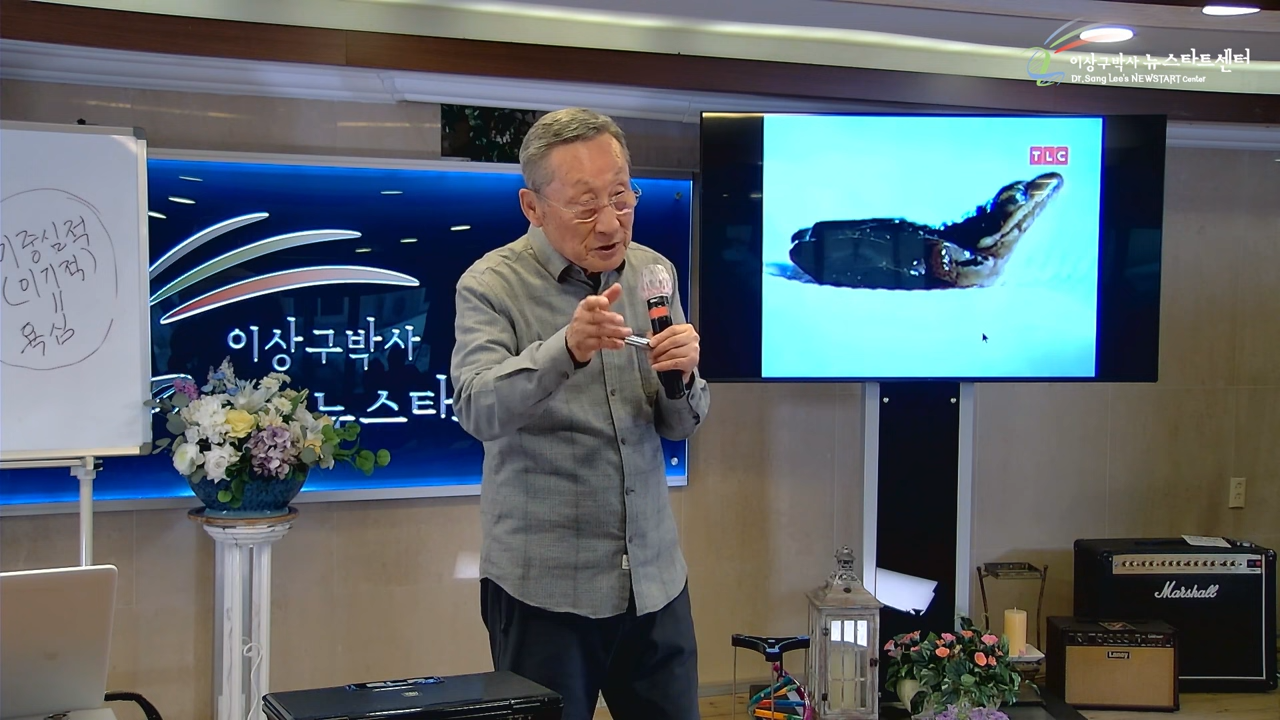 이상구박사 뉴스타트센터
Dr. Sang Lee's NEWSTART Center
TLC
기중심적
(이기적)
=
욕심
이상구박사
뉴스타트
Marshall
Laney